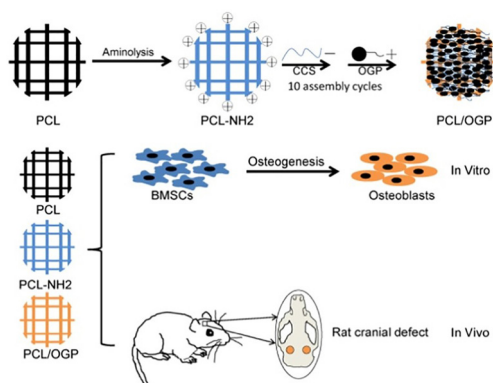 Aminolysis
CCS
OGP
10 assembly cycles
PCL
PCL-NH2
PCL/OGP
PCL
BMSCs
Osteogenesis
Osteoblasts
In Vitro
PCL-NH2
PCL/OGP
Rat cranial defect
In Vivo